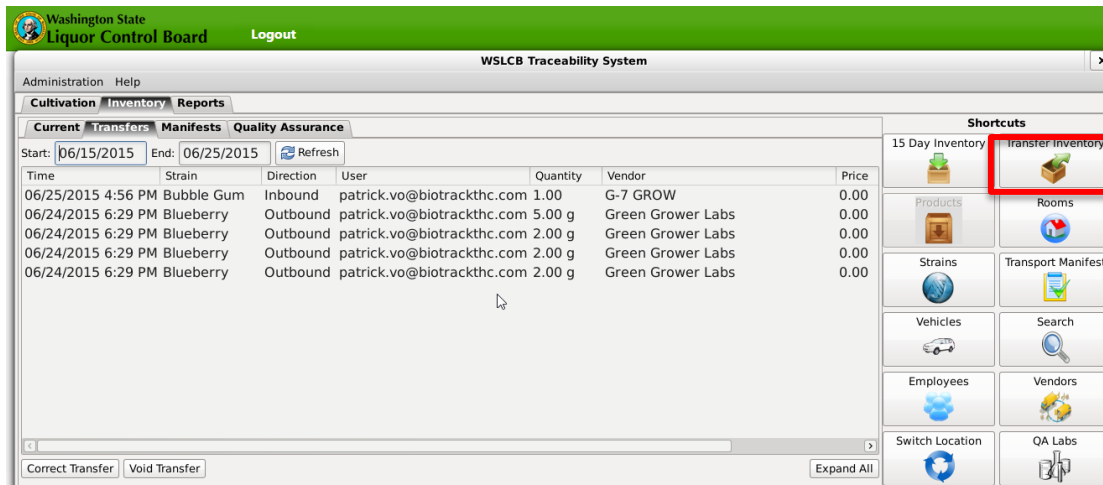 Washington State
Liquor Control Board
Logout
WSLCB Traceability System
Administration Help
Cultivation Inventory Reports
Current Transfers Manifests Quality Assurance
Start: 06/15/2015 End: 06/25/2015 Refresh
Time Strain Direction User Quantity Vendor Price
06/25/2015 4:56 PM Bubble Gum Inbound patrick.vo@biotrackthc.com 1.00 G-7 GROW 0.00
06/24/2015 6:29 PM Blueberry Outbound patrick.vo@biotrackthc.com 5.00 g Green Grower Labs 0.00
06/24/2015 6:29 PM Blueberry Outbound patrick.vo@biotrackthc.com 2.00 g Green Grower Labs 0.00
06/24/2015 6:29 PM Blueberry Outbound patrick.vo@biotrackthc.com 2.00 g Green Grower Labs 0.00
06/24/2015 6:29 PM Blueberry Outbound patrick.vo@biotrackthc.com 2.00 g Green Grower Labs 0.00
Correct Transfer Void Transfer Expand All
Shortcuts
15 Day Inventory Transfer Inventory
Products Rooms
Strains Transport Manifest
Vehicles Search
Employees Vendors
Switch Location QA Labs